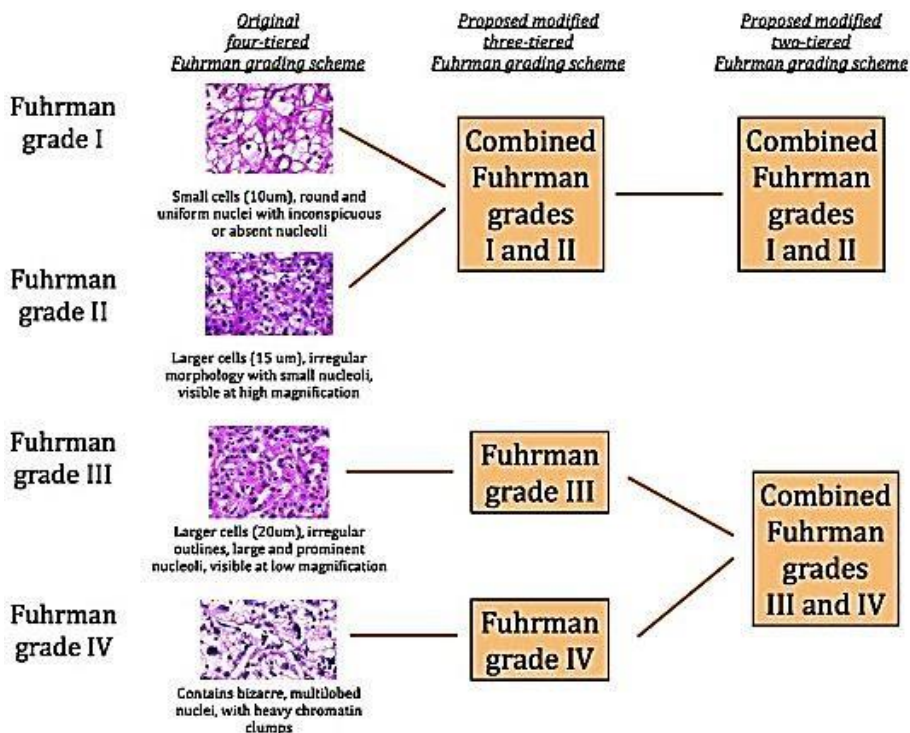 Original
four-tiered
Fuhrman grading scheme
Proposed modified
three-tiered
Fuhrman grading scheme
Proposed modified
two-tiered
Fuhrman grading scheme
Fuhrman
grade I
Small cells (10um), round and
uniform nuclei with inconspicuous
or absent nucleoli
Combined
Fuhrman
grades
I and II
Combined
Fuhrman
grades
I and II
Fuhrman
grade II
Larger cells (15 um), irregular
morphology with small nucleoli,
visible at high magnification
Fuhrman
grade III
Larger cells (20um), irregular
outlines, large and prominent
nucleoli, visible at low magnification
Fuhrman
grade III
Combined
Fuhrman
grades
III and IV
Fuhrman
grade IV
Contains bizarre, multilobed
nuclei, with heavy chromatin
clumps
Fuhrman
grade IV